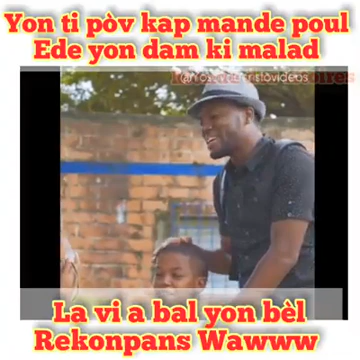 Yon ti pòv kap mande poul
Ede yon dam ki malad
La vi a bal yon bèl
Rekonpans Wawww